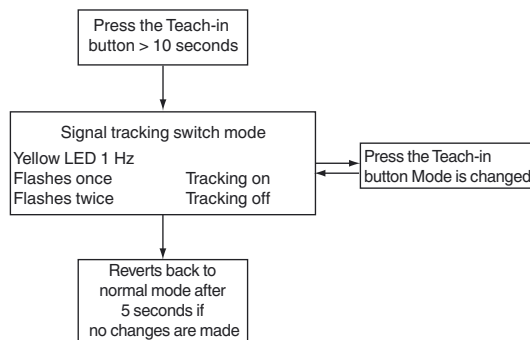 Press the Teach-in
button > 10 seconds
Signal tracking switch mode
Yellow LED 1 Hz
Flashes once Tracking on
Flashes twice Tracking off
Press the Teach-in
button Mode is changed
Reverts back to
normal mode after
5 seconds if
no changes are made